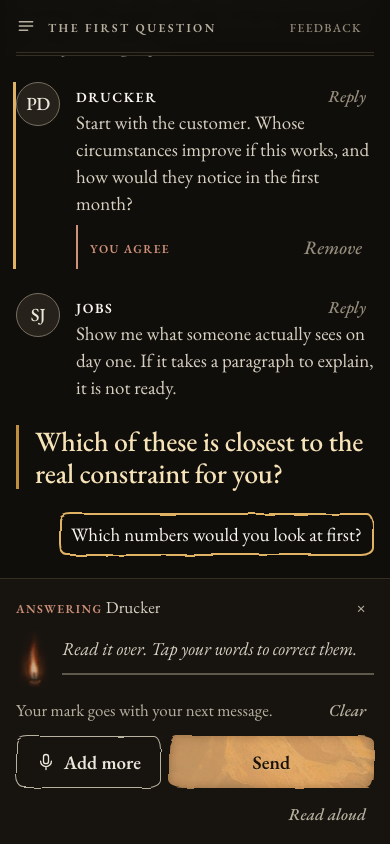 THE FIRST QUESTION
FEEDBACK
PD
DRUCKER
Reply
Start with the customer. Whose
circumstances improve if this works, and
how would they notice in the first
month?
YOU AGREE
Remove
SJ
JOBS
Reply
Show me what someone actually sees on
day one. If it takes a paragraph to explain,
it is not ready.
Which of these is closest to the
real constraint for you?
Which numbers would you look at first?
ANSWERING Drucker
×
Read it over. Tap your words to correct them.
Your mark goes with your next message.
Clear
Add more
Send
Read aloud